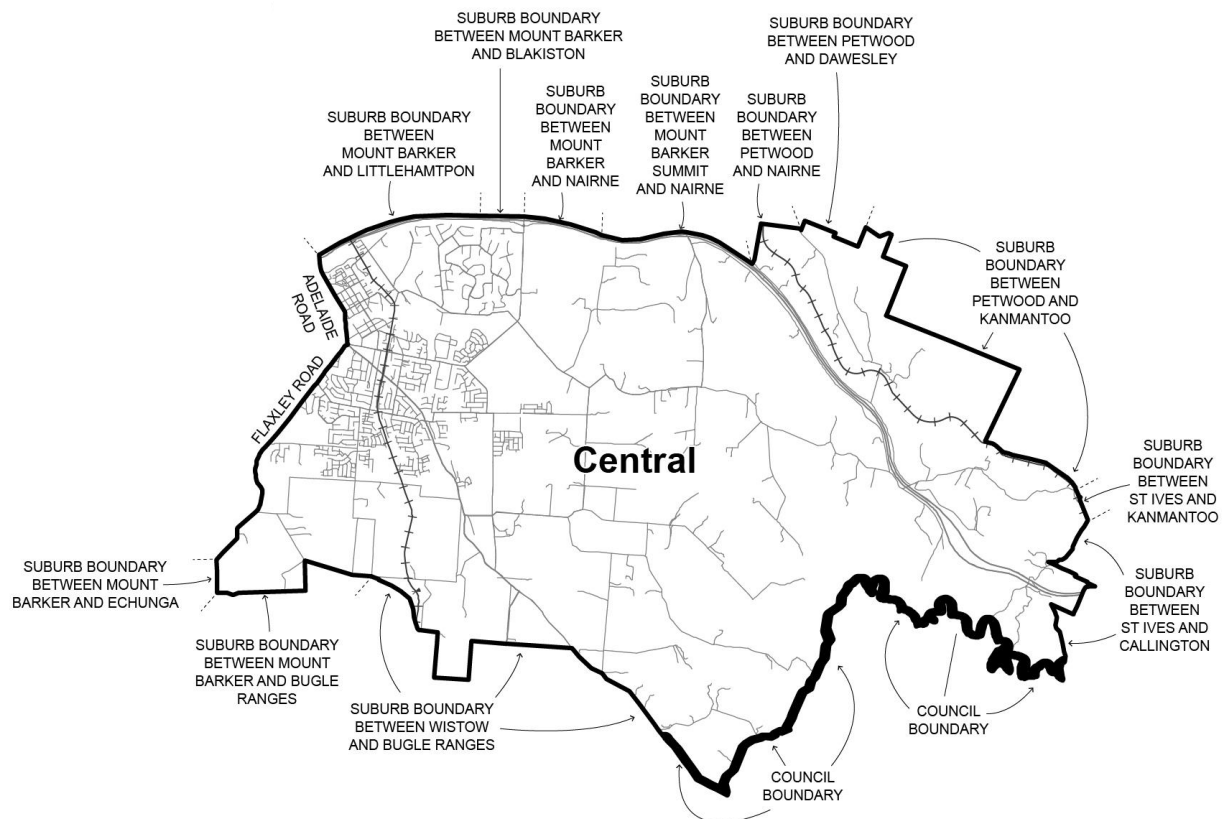 SUBURB BOUNDARY
BETWEEN MOUNT BARKER
AND BLAKISTON
SUBURB BOUNDARY
BETWEEN PETWOOD
AND DAWESLEY
SUBURB BOUNDARY
BETWEEN
MOUNT BARKER
AND LITTLEHAMTPON
SUBURB
BOUNDARY
BETWEEN
MOUNT
BARKER
AND NAIRNE
SUBURB
BOUNDARY
BETWEEN
MOUNT
BARKER
SUMMIT
AND NAIRNE
SUBURB
BOUNDARY
BETWEEN
PETWOOD
AND NAIRNE
SUBURB
BOUNDARY
BETWEEN
PETWOOD AND
KANMANTOO
ADELAIDE
ROAD
FLAXLEY ROAD
Central
SUBURB
BOUNDARY
BETWEEN
ST IVES AND
KANMANTOO
SUBURB BOUNDARY
BETWEEN MOUNT
BARKER AND ECHUNGA
SUBURB
BOUNDARY
BETWEEN
ST IVES AND
CALLINGTON
SUBURB BOUNDARY
BETWEEN MOUNT
BARKER AND BUGLE
RANGES
SUBURB BOUNDARY
BETWEEN WISTOW
AND BUGLE RANGES
COUNCIL
BOUNDARY
COUNCIL
BOUNDARY